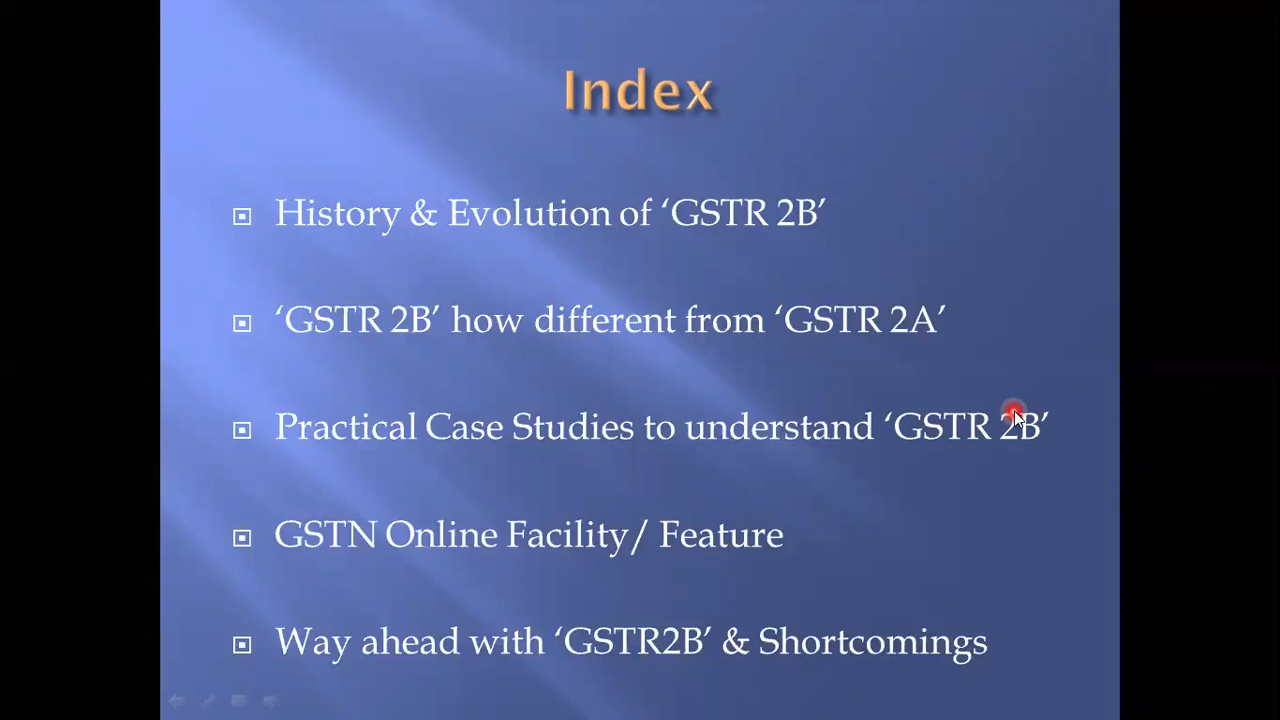 Index
History & Evolution of ‘GSTR 2B’
‘GSTR 2B’ how different from ‘GSTR 2A’
Practical Case Studies to understand ‘GSTR 2B’
GSTN Online Facility/ Feature
Way ahead with ‘GSTR2B’ & Shortcomings